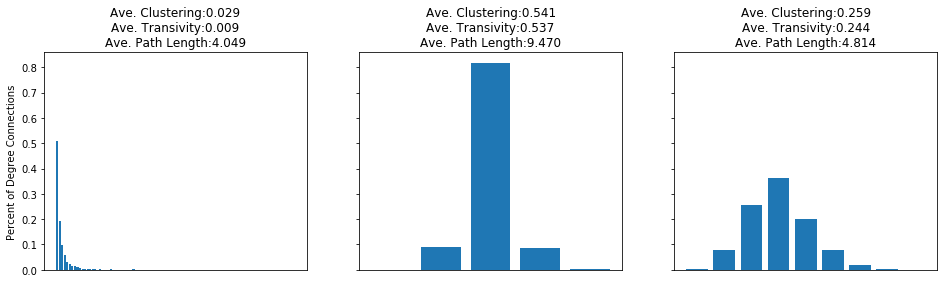 Ave. Clustering:0.029
Ave. Transivity:0.009
Ave. Path Length:4.049
Ave. Clustering:0.541
Ave. Transivity:0.537
Ave. Path Length:9.470
Ave. Clustering:0.259
Ave. Transivity:0.244
Ave. Path Length:4.814
Percent of Degree Connections
0.8
0.7
0.6
0.5
0.4
0.3
0.2
0.1
0.0